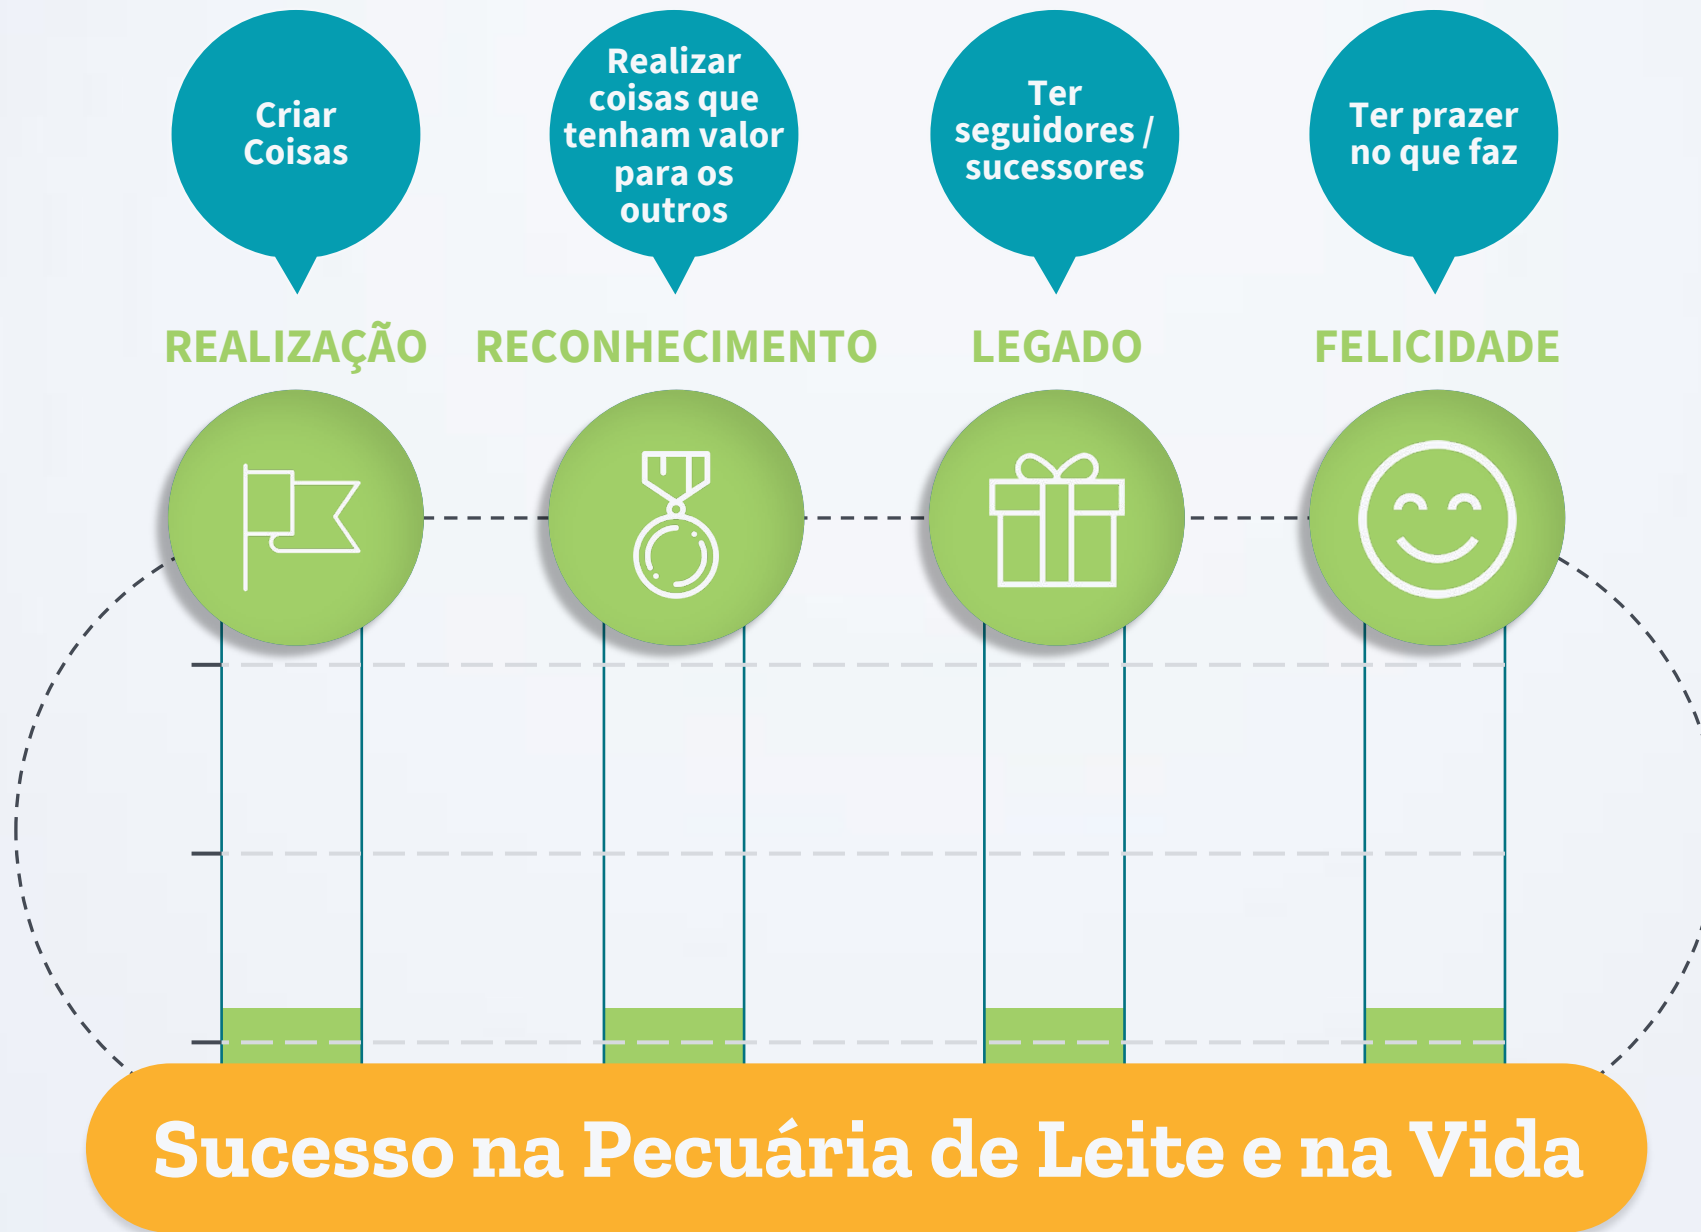 Criar
Coisas
Realizar
coisas que
tenham valor
para os
outros
Ter
seguidores /
sucessores
Ter prazer
no que faz
REALIZAÇÃO
RECONHECIMENTO
LEGADO
FELICIDADE
Sucesso na Pecuária de Leite e na Vida